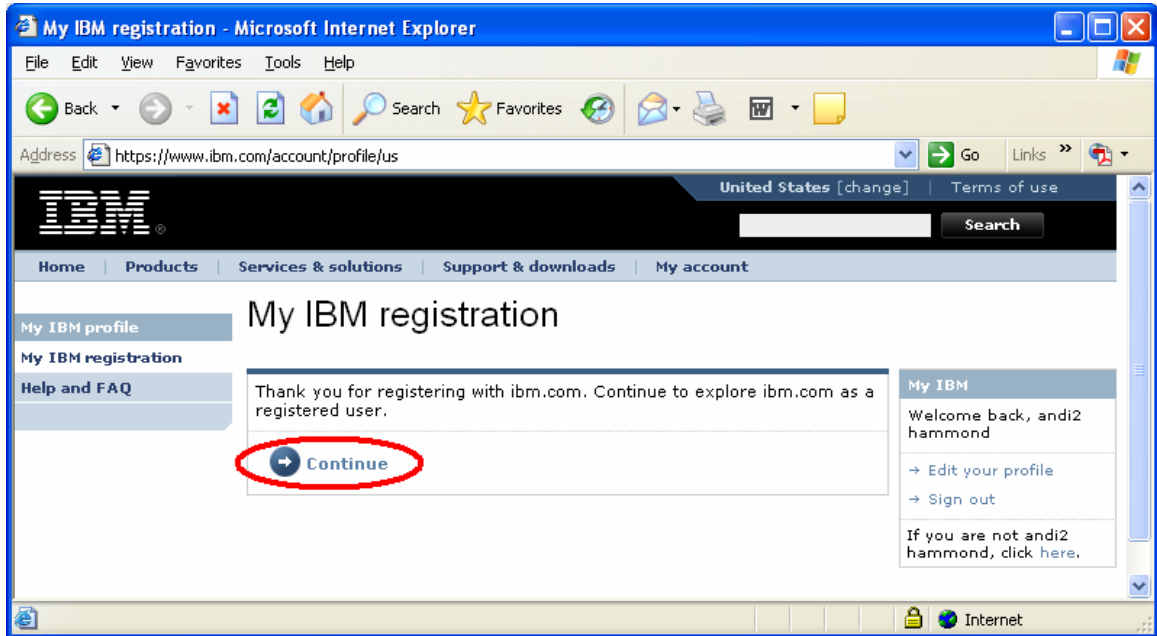 My IBM registration - Microsoft Internet Explorer
File Edit View Favorites Tools Help
Back Search Favorites
Address https://www.ibm.com/account/profile/us Go Links »
United States [change] | Terms of use
IBM®
Search
Home | Products | Services & solutions | Support & downloads | My account
My IBM registration
My IBM profile
My IBM registration
Help and FAQ
Thank you for registering with ibm.com. Continue to explore ibm.com as a
registered user.
Continue
My IBM
Welcome back, andi2
hammond
→ Edit your profile
→ Sign out
If you are not andi2
hammond, click here.
Internet